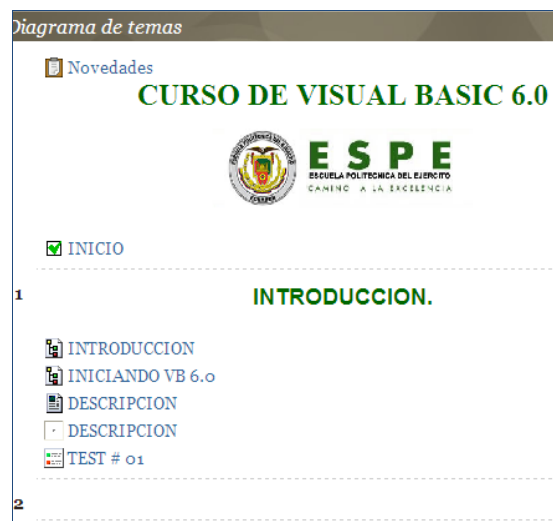 Diagrama de temas
Novedades
CURSO DE VISUAL BASIC 6.0
ESPE
ESCUELA POLITECNICA DEL EJERCITO
CAMINO A LA EXCELENCIA
INICIO
1
INTRODUCCION.
INTRODUCCION
INICIANDO VB 6.0
DESCRIPCION
DESCRIPCION
TEST # 01
2